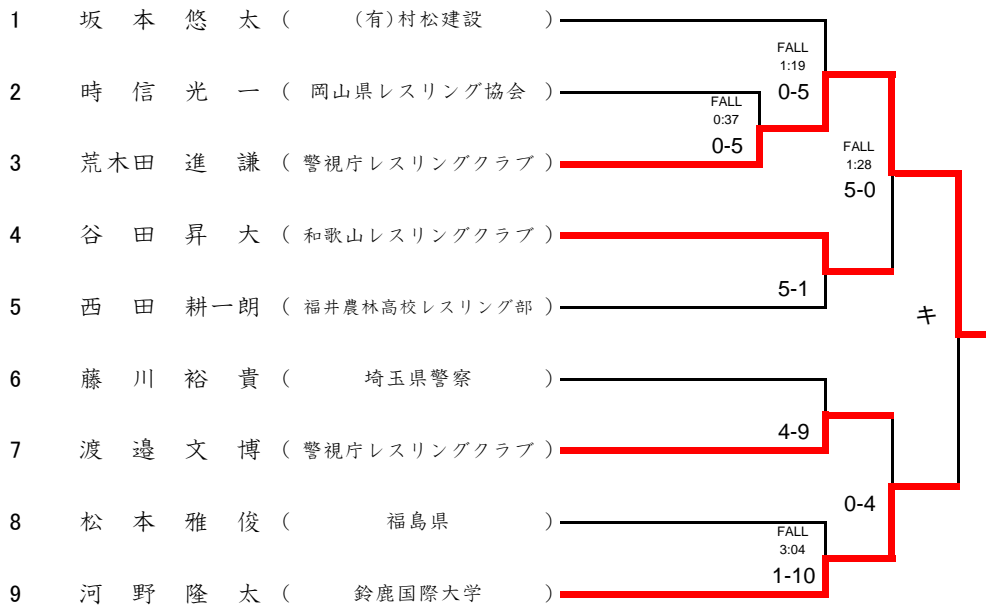 1 坂本悠太 ( (有)村松建設 )
FALL
1:19
0-5
2 時信光一 ( 岡山県レスリング協会 )
FALL
0:37
0-5
3 荒木田進謙 ( 警視庁レスリングクラブ )
FALL
1:28
5-0
4 谷田昇大 ( 和歌山レスリングクラブ )
5-1
5 西田耕一朗 ( 福井農林高校レスリング部 )
キ
6 藤川裕貴 ( 埼玉県警察 )
4-9
7 渡邉文博 ( 警視庁レスリングクラブ )
0-4
8 松本雅俊 ( 福島県 )
FALL
3:04
1-10
9 河野隆太 ( 鈴鹿国際大学 )